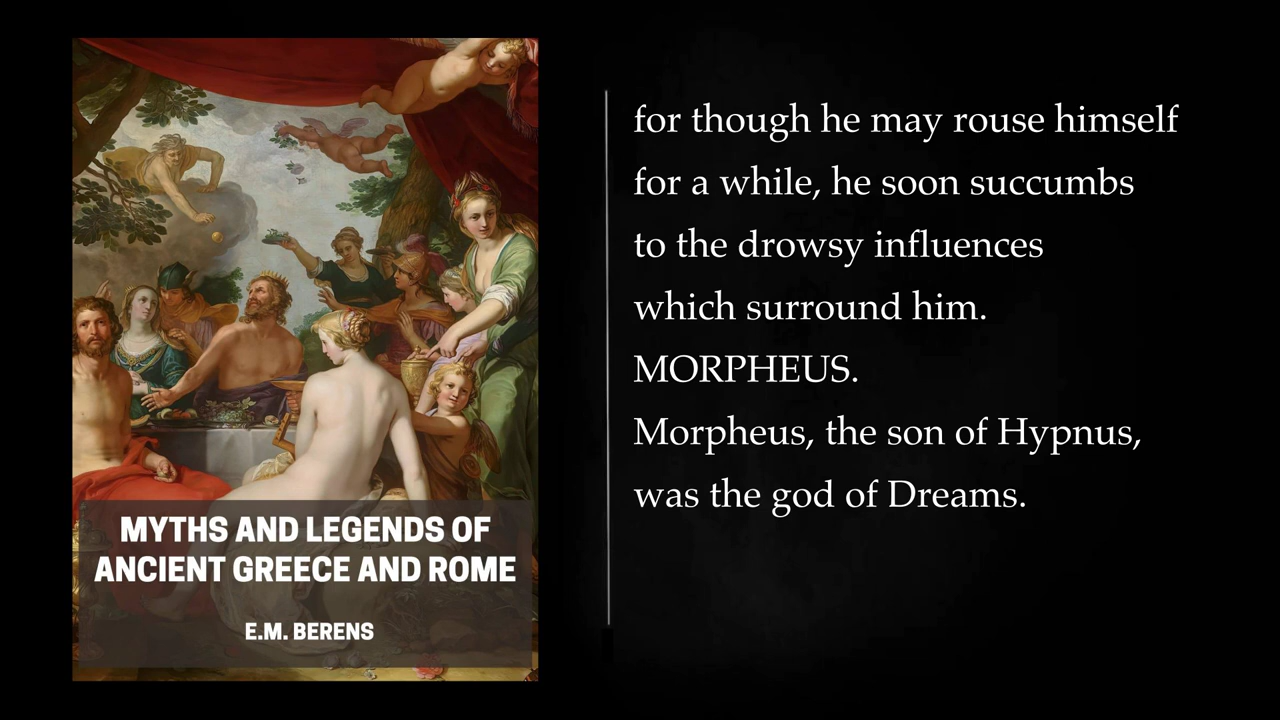 MYTHS AND LEGENDS OF
ANCIENT GREECE AND ROME
E.M. BERENS
for though he may rouse himself
for a while, he soon succumbs
to the drowsy influences
which surround him.
MORPHEUS.
Morpheus, the son of Hypnus,
was the god of Dreams.